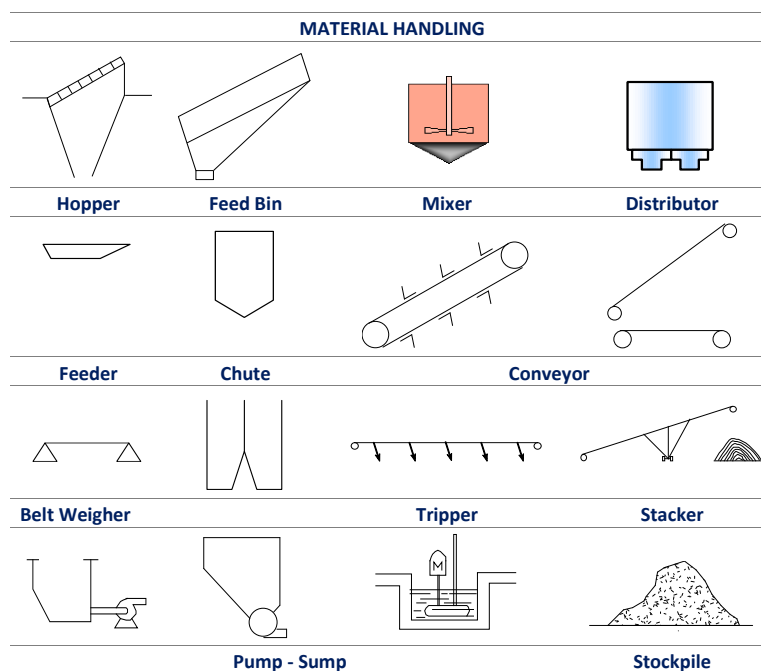 MATERIAL HANDLING
Hopper Feed Bin Mixer Distributor
Feeder Chute Conveyor
Belt Weigher Tripper Stacker
M
Pump - Sump Stockpile